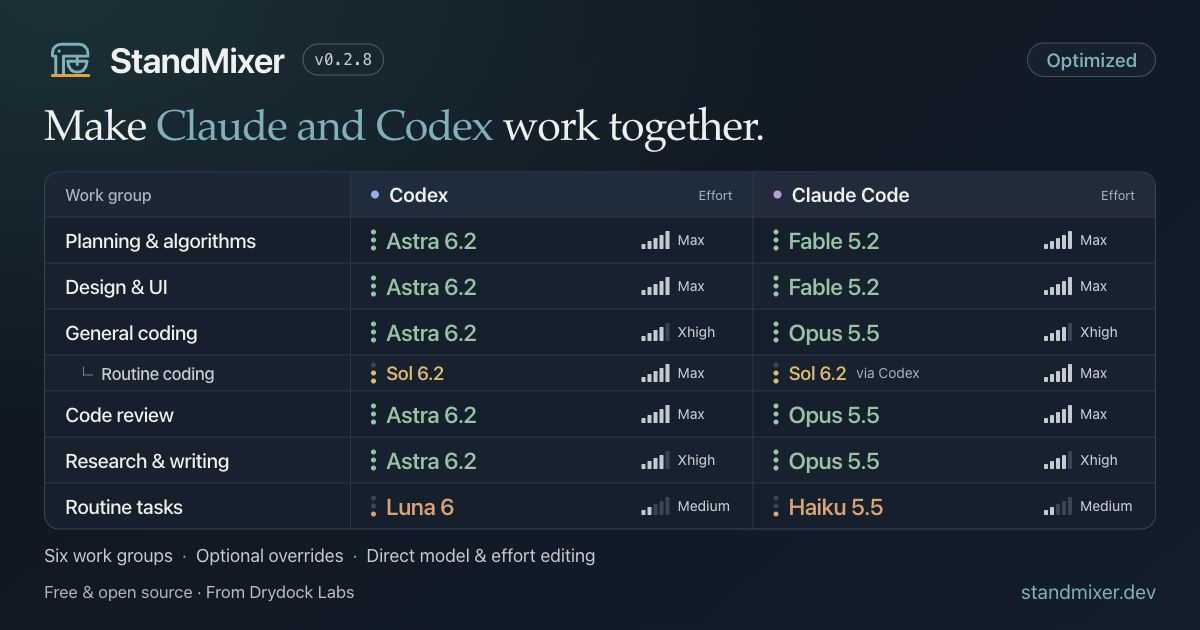 StandMixer v0.2.8 Optimized
Make Claude and Codex work together.
Work group Codex Effort Claude Code Effort
Planning & algorithms Astra 6.2 Max Fable 5.2 Max
Design & UI Astra 6.2 Max Fable 5.2 Max
General coding Astra 6.2 Xhigh Opus 5.5 Xhigh
Routine coding Sol 6.2 Max Sol 6.2 via Codex Max
Code review Astra 6.2 Max Opus 5.5 Max
Research & writing Astra 6.2 Xhigh Opus 5.5 Xhigh
Routine tasks Luna 6 Medium Haiku 5.5 Medium
Six work groups · Optional overrides · Direct model & effort editing
Free & open source · From Drydock Labs standmixer.dev